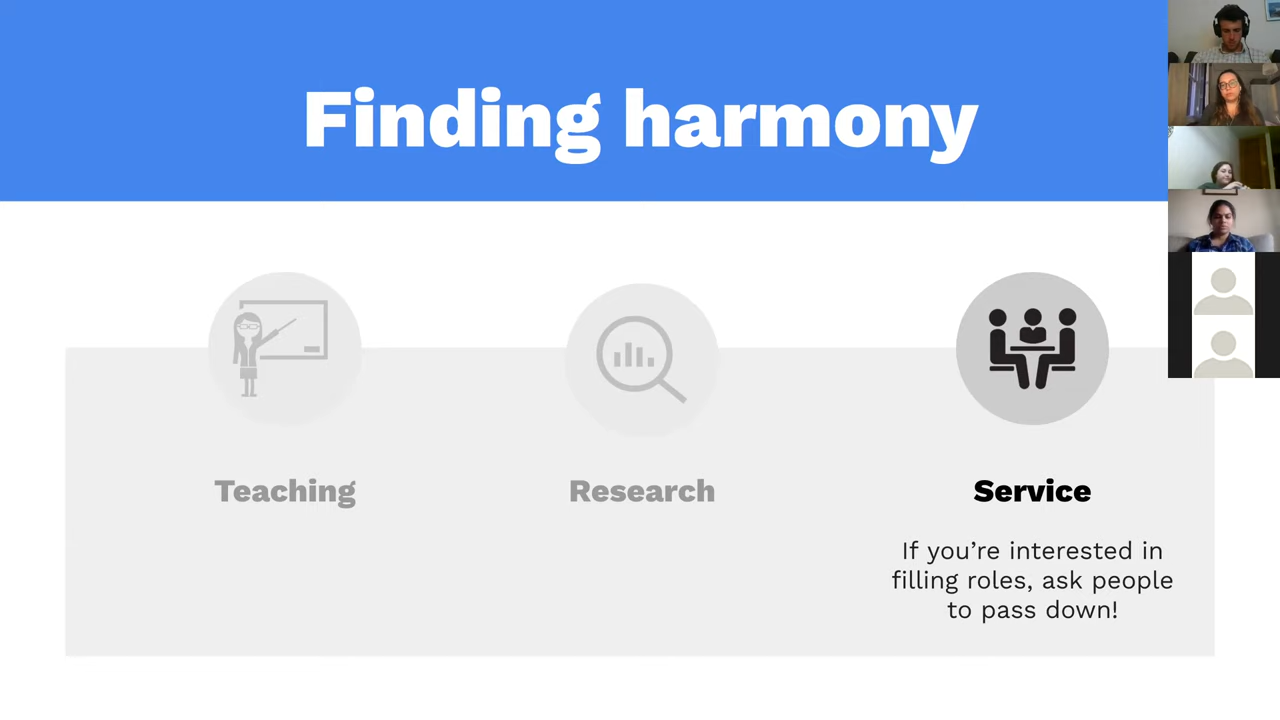 Finding harmony
Teaching
Research
Service
If you’re interested in
filling roles, ask people
to pass down!